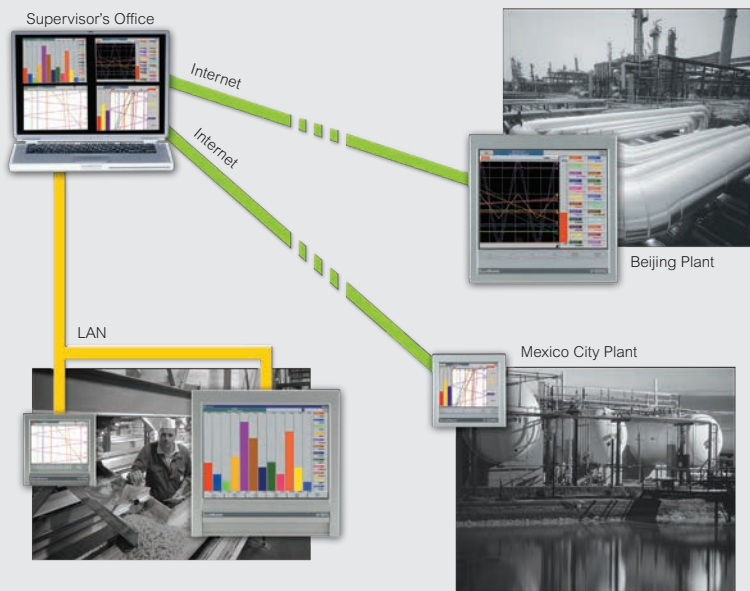 Supervisor's Office
Internet
Internet
Beijing Plant
LAN
Mexico City Plant